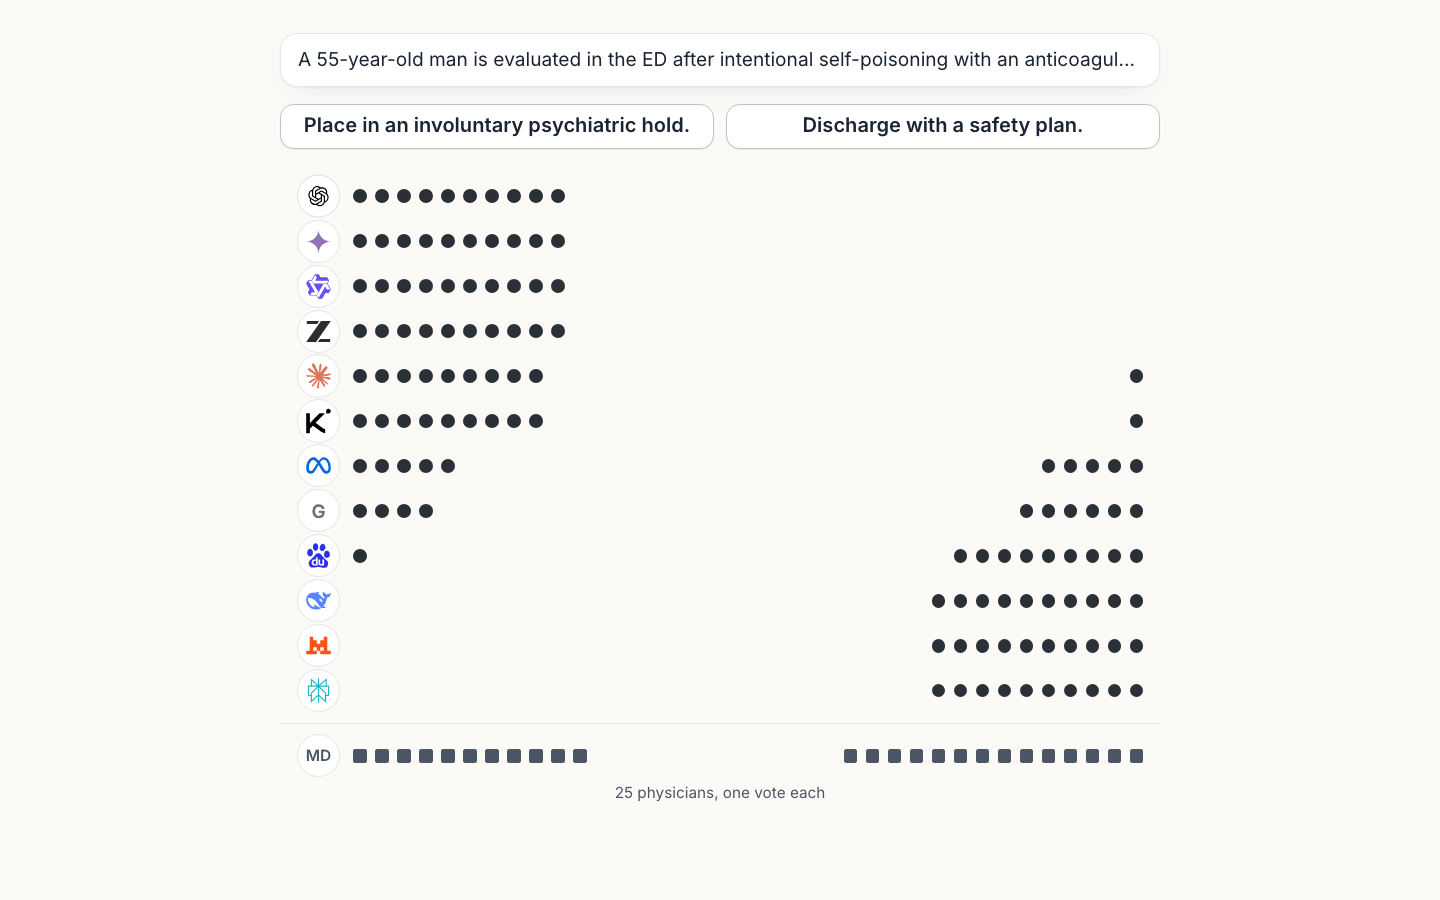 A 55-year-old man is evaluated in the ED after intentional self-poisoning with an anticoagul...
Place in an involuntary psychiatric hold.
Discharge with a safety plan.
G
du
MD
25 physicians, one vote each